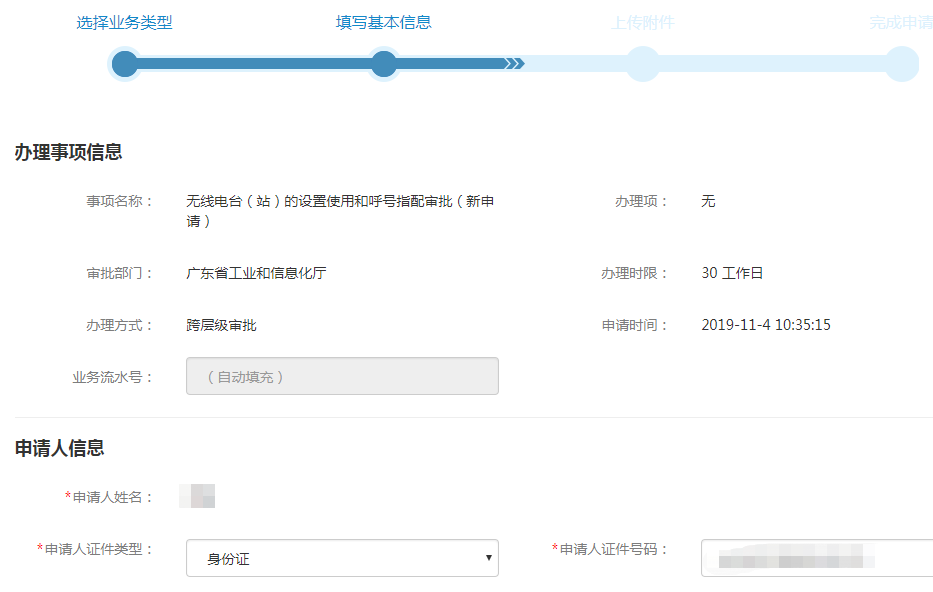 选择业务类型 填写基本信息 上传附件 完成申请
办理事项信息
事项名称： 无线电台（站）的设置使用和呼号指配审批（新申 办理项： 无
请）
审批部门： 广东省工业和信息化厅 办理时限： 30 工作日
办理方式： 跨层级审批 申请时间： 2019-11-4 10:35:15
业务流水号： （自动填充）
申请人信息
*申请人姓名：
*申请人证件类型： 身份证 *申请人证件号码：